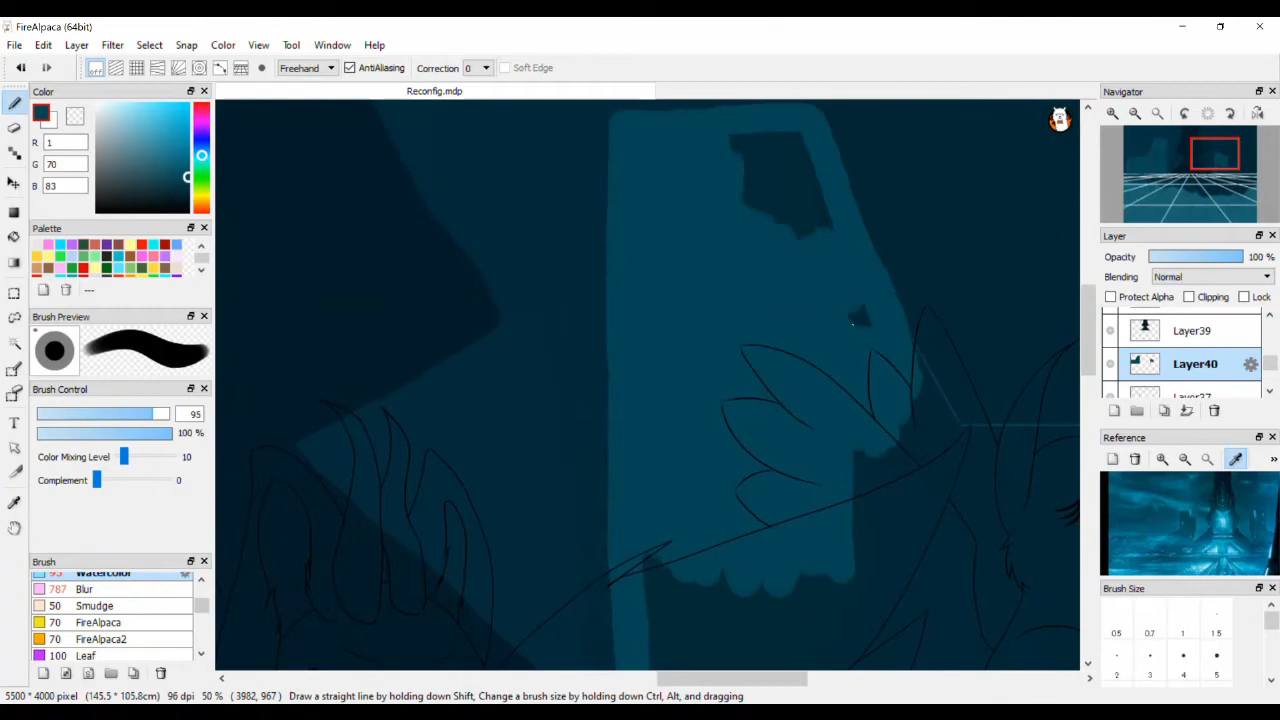 FireAlpaca (64bit)
File Edit Layer Filter Select Snap Color View Tool Window Help
off Freehand AntiAliasing Correction 0 Soft Edge
Color
Reconfig.mdp
Navigator
R 1
G 70
B 83
Palette
---
Layer
Opacity 100 %
Blending Normal
Protect Alpha Clipping Lock
Brush Preview
Layer39
Layer40
Layer37
Brush Control
95
100 %
Color Mixing Level 10
Complement 0
Reference
»
Brush
95 Watercolor
787 Blur
50 Smudge
70 FireAlpaca
70 FireAlpaca2
100 Leaf
Brush Size
0.5 0.7 1 1.5
2 3 4 5
5500 * 4000 pixel (145.5 * 105.8cm) 96 dpi 50 % ( 3982, 967 ) Draw a straight line by holding down Shift, Change a brush size by holding down Ctrl, Alt, and dragging